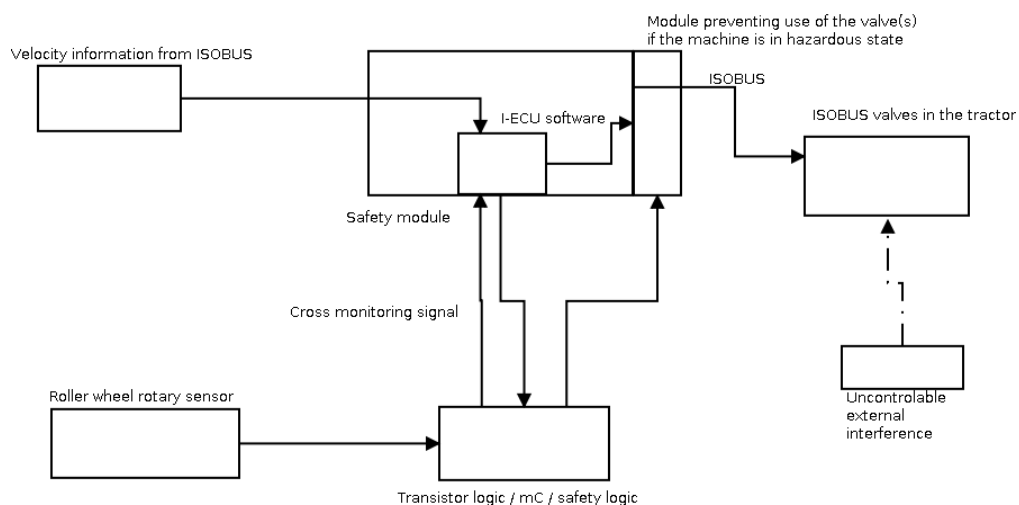 Module preventing use of the valve(s)
if the machine is in hazardous state
Velocity information from ISOBUS
ISOBUS
I-ECU software
ISOBUS valves in the tractor
Safety module
Cross monitoring signal
Roller wheel rotary sensor
Uncontrolable
external
interference
Transistor logic / mC / safety logic